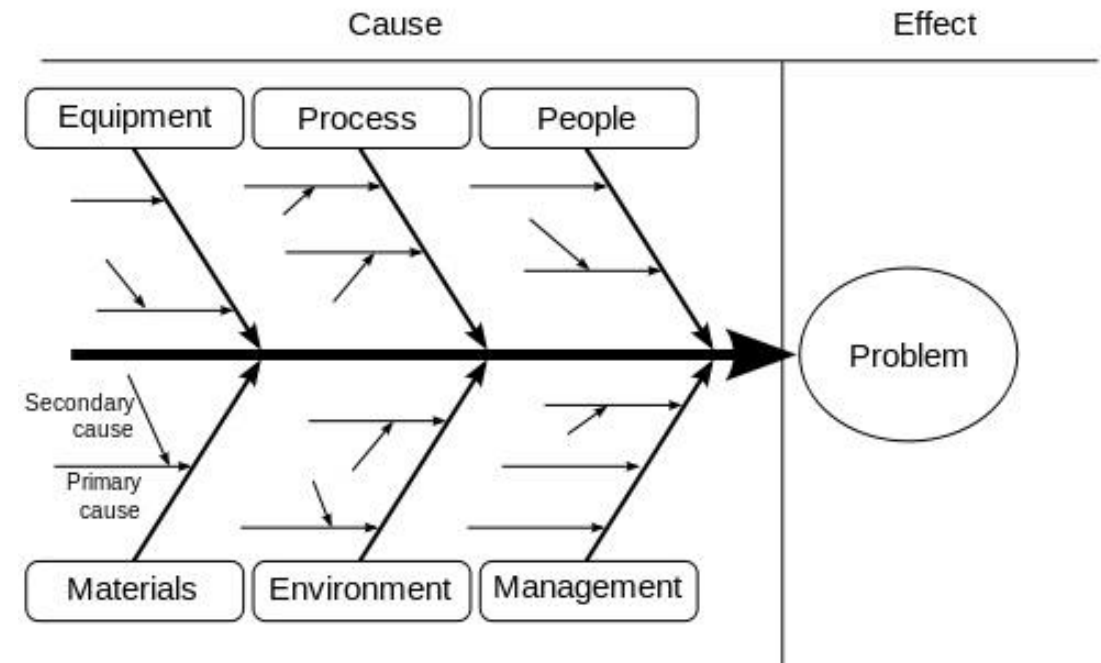 Cause
Effect
Equipment
Process
People
Problem
Secondary
cause
Primary
cause
Materials
Environment
Management